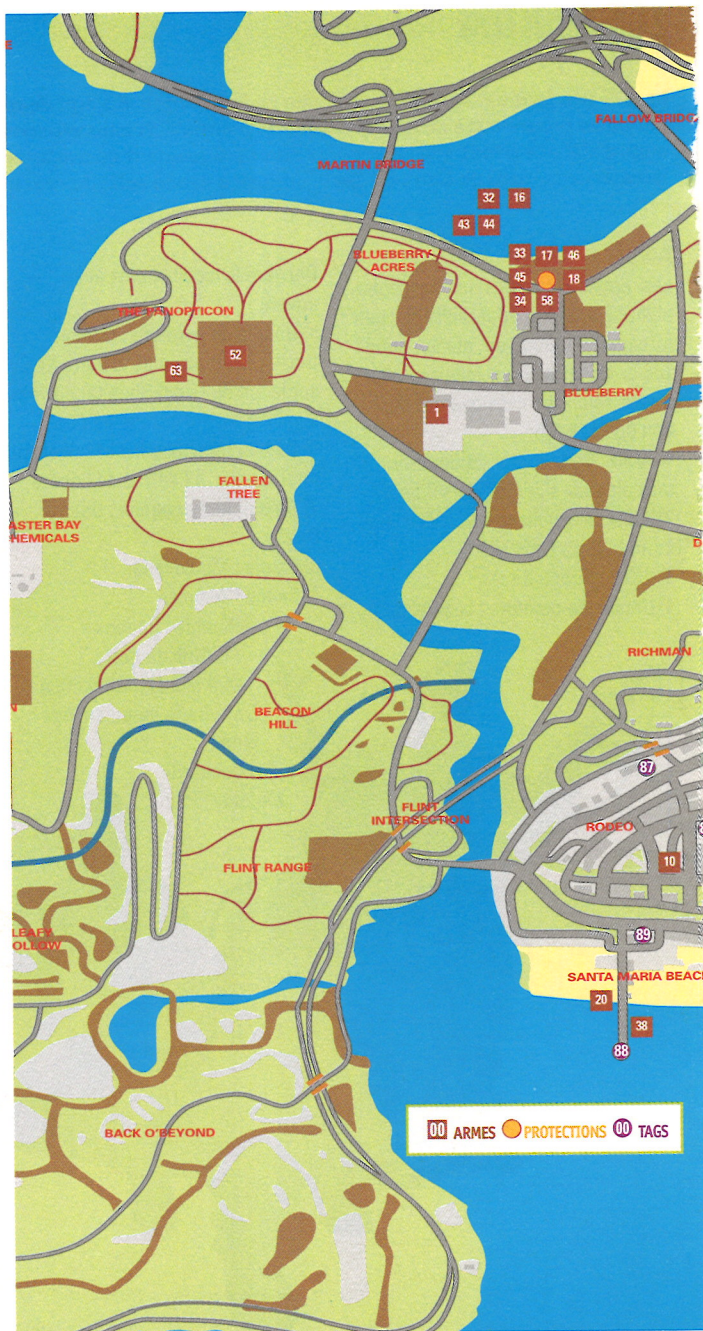 E
FALLOW BRIDG
MARTIN BRIDGE
32 16
43 44
33 17 46
BLUEBERRY
ACRES
45 18
34 58
THE PANOPTICON
52
63
BLUEBERRY
1
FALLEN
TREE
ASTER BAY
HEMICALS
D
RICHMAN
N
BEACON
HILL
87
FLINT
INTERSECTION
RODEO
10
FLINT RANGE
89
LEAFY
OLLOW
SANTA MARIA BEAC
20
38
88
BACK O'BEYOND
00 ARMES PROTECTIONS 00 TAGS